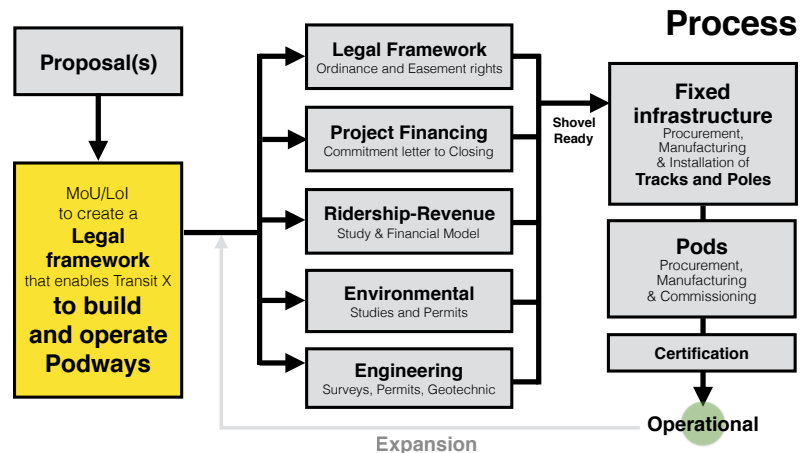 Process
Proposal(s)
MoU/LoI
to create a
Legal
framework
that enables Transit X
to build
and operate
Podways
Legal Framework
Ordinance and Easement rights
Project Financing
Commitment letter to Closing
Ridership-Revenue
Study & Financial Model
Environmental
Studies and Permits
Engineering
Surveys, Permits, Geotechnic
Shovel
Ready
Fixed
infrastructure
Procurement,
Manufacturing
& Installation of
Tracks and Poles
Pods
Procurement,
Manufacturing
& Commissioning
Certification
Operational
Expansion